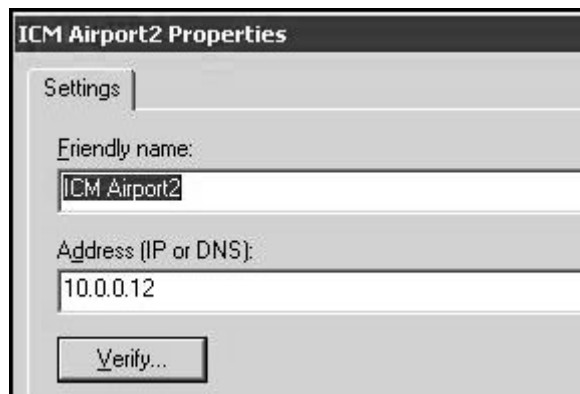 ICM Airport2 Properties
Settings
Friendly name:
ICM Airport2
Address (IP or DNS):
10.0.0.12
Verify...